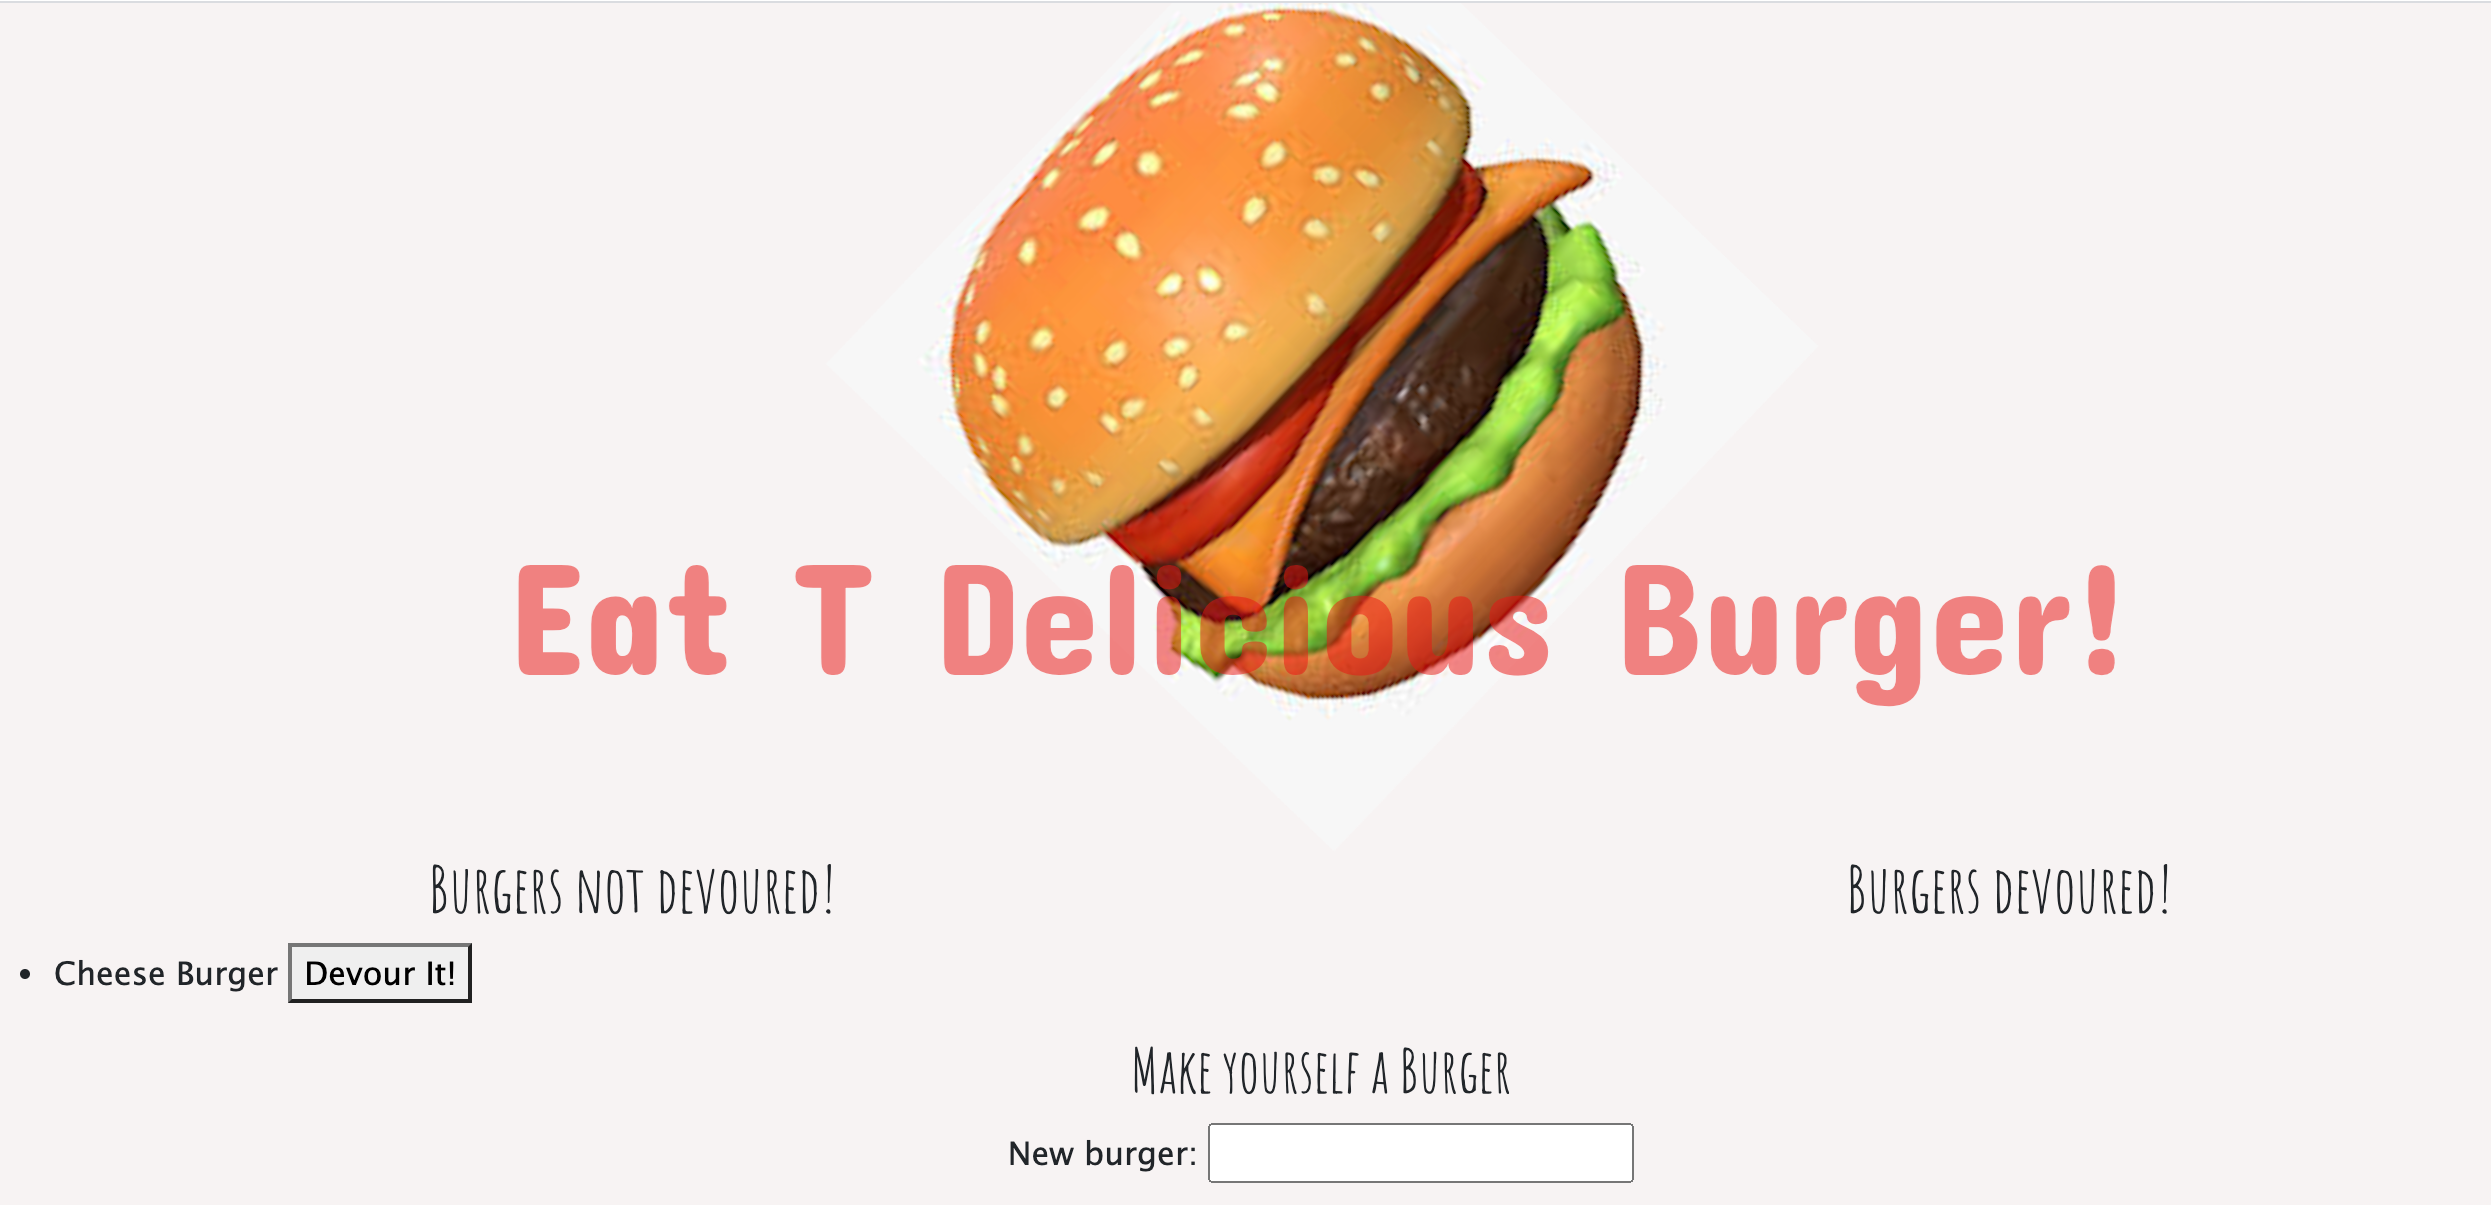 Eat T Delicious Burger!
Burgers not devoured!
Burgers devoured!
• Cheese Burger Devour It!
Make yourself a Burger
New burger: